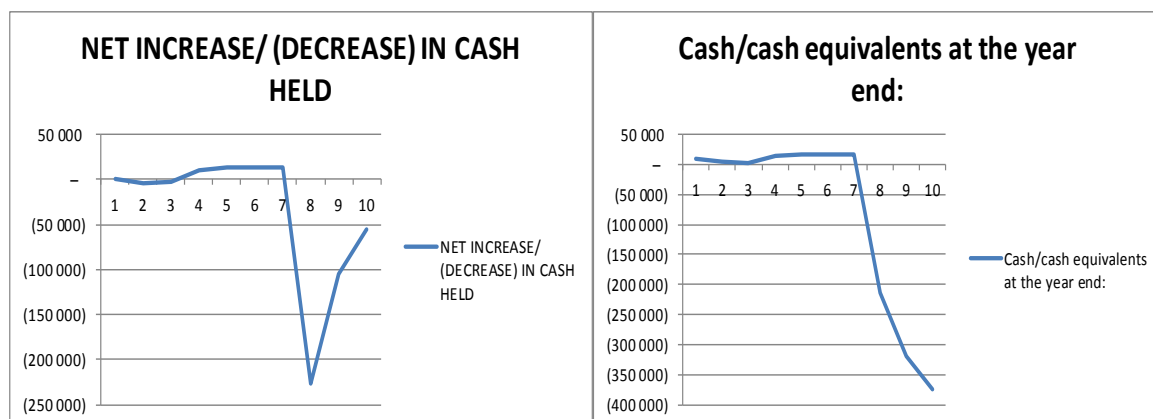 NET INCREASE/ (DECREASE) IN CASH
HELD
50 000
–
(50 000)
(100 000)
(150 000)
(200 000)
(250 000)
1 2 3 4 5 6 7 8 9 10
NET INCREASE/
(DECREASE) IN CASH
HELD
Cash/cash equivalents at the year
end:
50 000
–
(50 000)
(100 000)
(150 000)
(200 000)
(250 000)
(300 000)
(350 000)
(400 000)
1 2 3 4 5 6 7 8 9 10
Cash/cash equivalents
at the year end: